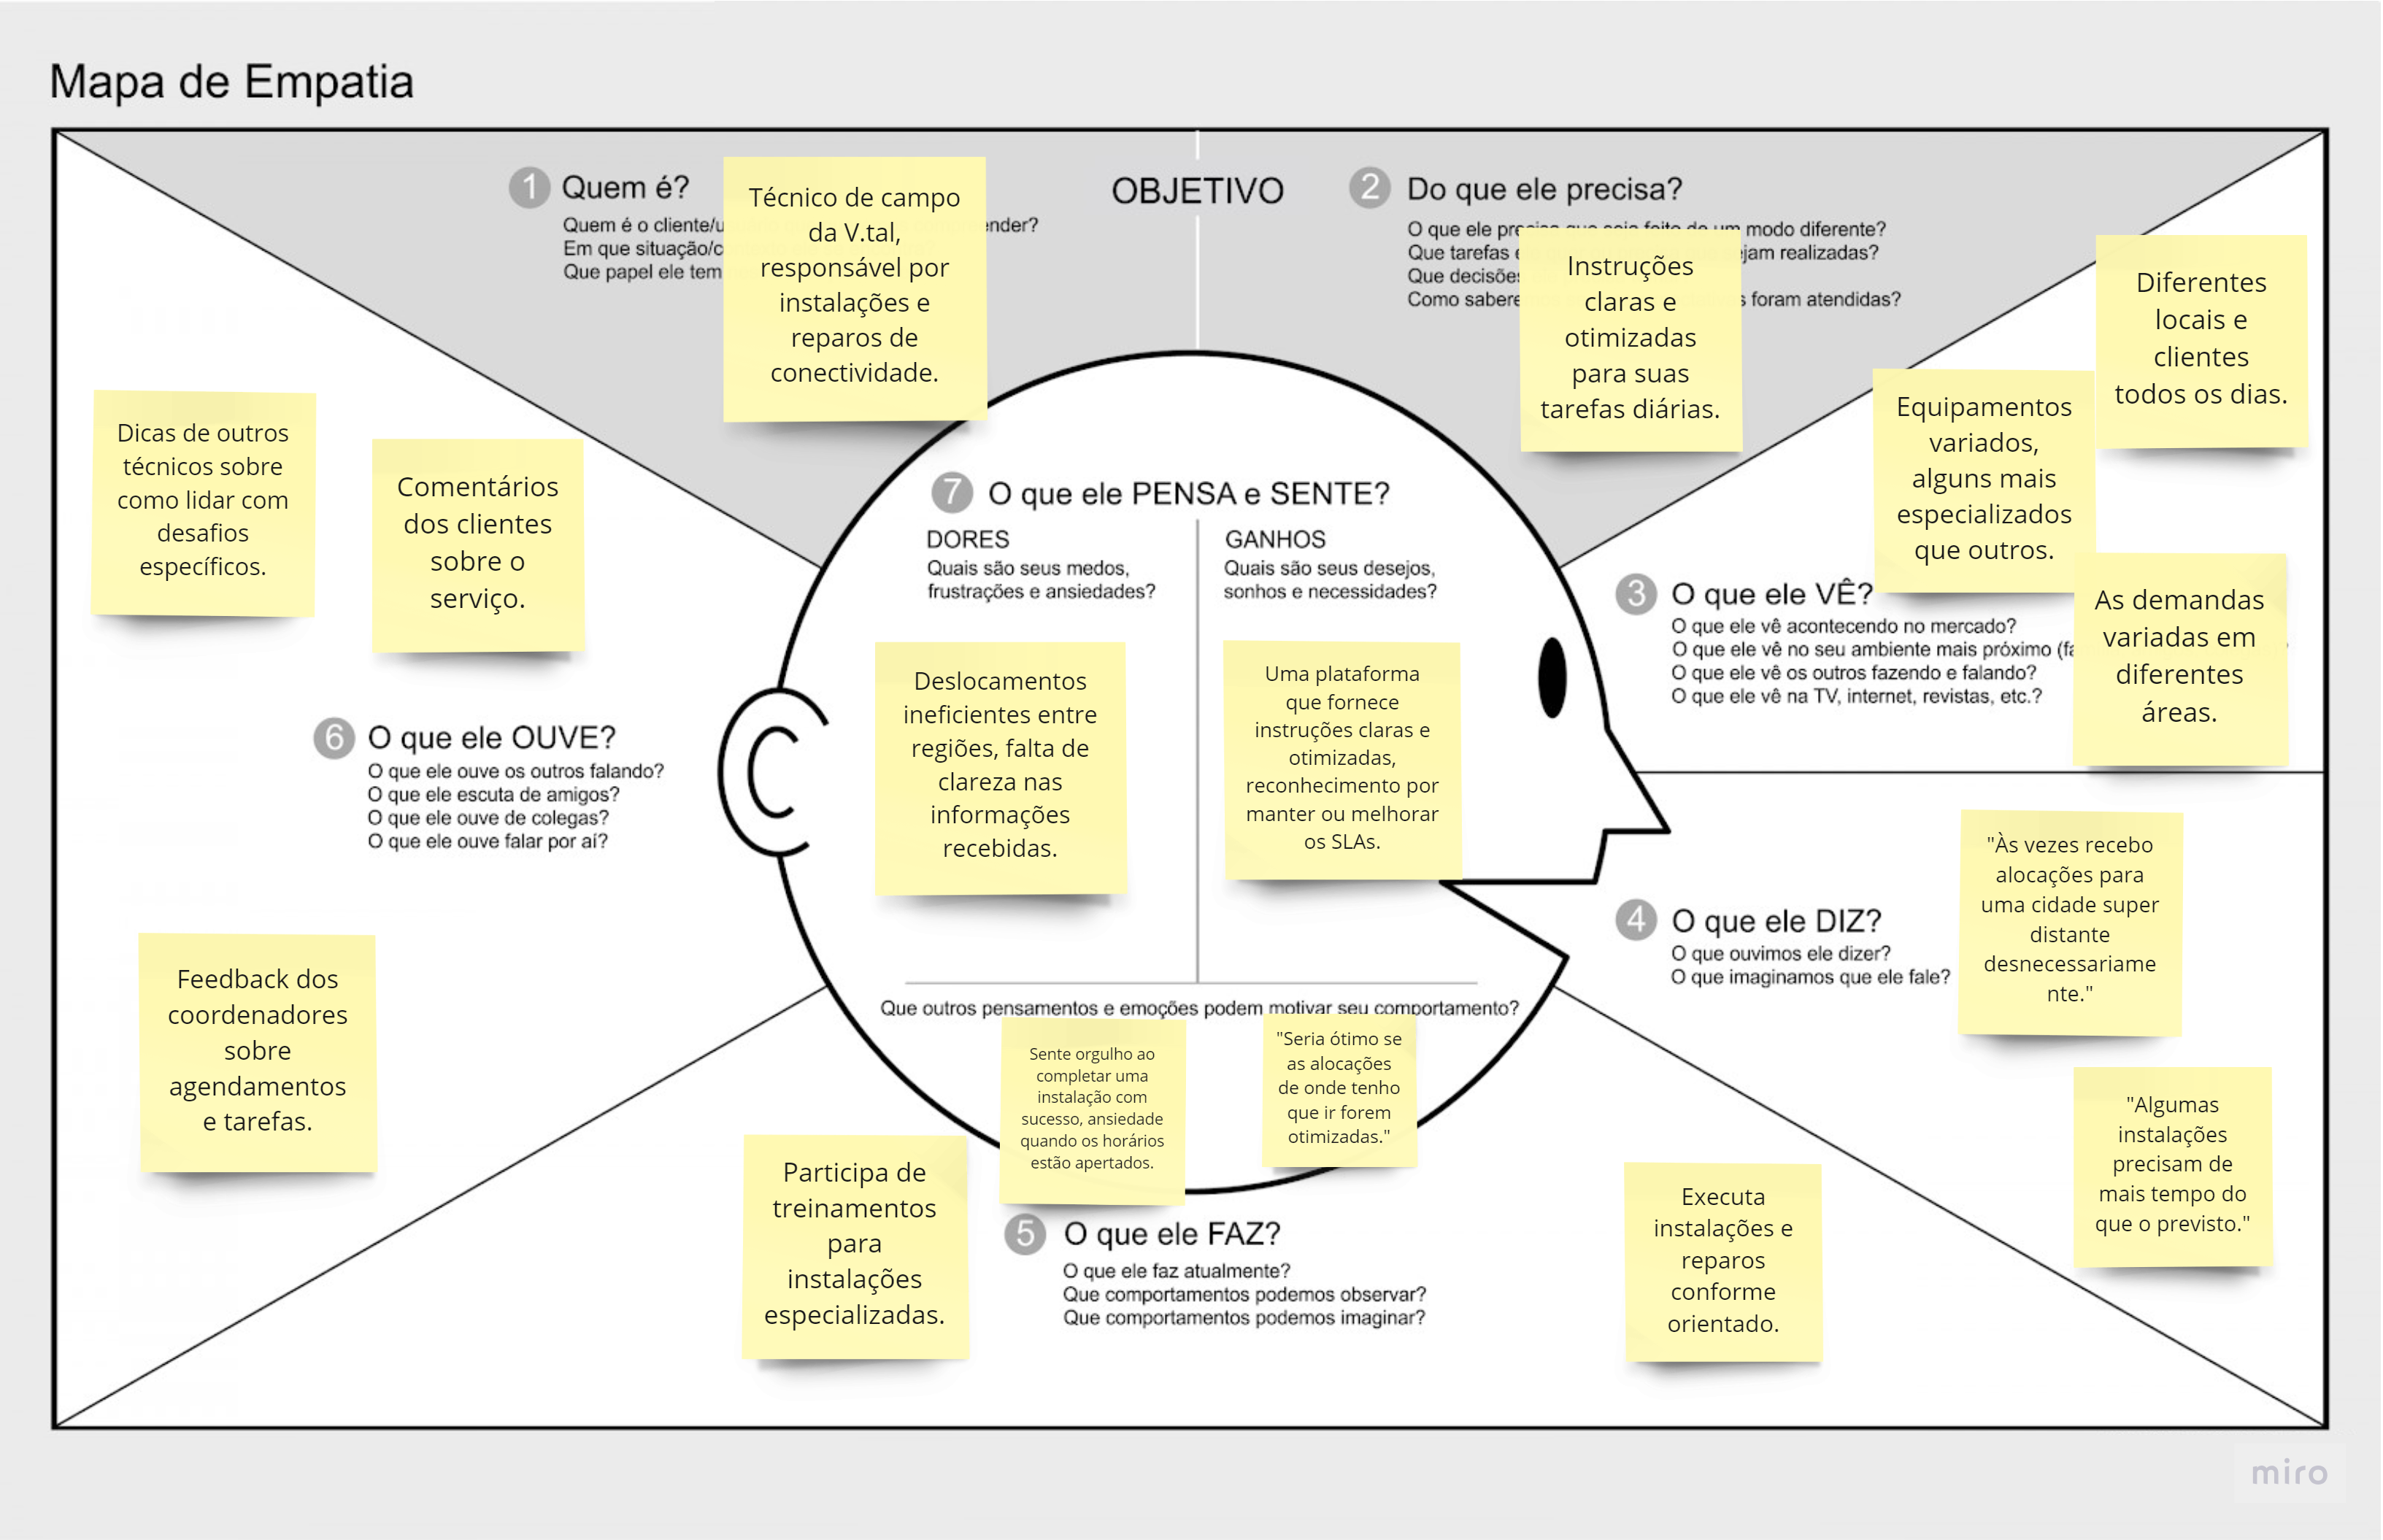 Mapa de Empatia
1 Quem é?
Quem é o cliente/u
ender?
Em que situação/c
Que papel ele tem
Técnico de campo
da V.tal,
responsável por
instalações e
reparos de
conectividade.
OBJETIVO
2 Do que ele precisa?
O que ele precisa que seja feito de um modo diferente?
Que tarefas e
ejam realizadas?
Que decisões
Como sabere
s foram atendidas?
Instruções
claras e
otimizadas
para suas
tarefas diárias.
3 O que ele VÊ?
O que ele vê acontecendo no mercado?
O que ele vê no seu ambiente mais próximo (fa
O que ele vê os outros fazendo e falando?
O que ele vê na TV, internet, revistas, etc.?
Equipamentos
variados,
alguns mais
especializados
que outros.
Diferentes
locais e
clientes
todos os dias.
As demandas
variadas em
diferentes
áreas.
4 O que ele DIZ?
O que ouvimos ele dizer?
O que imaginamos que ele fale?
"Às vezes recebo
alocações para
uma cidade super
distante
desnecessariame
nte."
"Algumas
instalações
precisam de
mais tempo do
que o previsto."
5 O que ele FAZ?
O que ele faz atualmente?
Que comportamentos podemos observar?
Que comportamentos podemos imaginar?
Participa de
treinamentos
para
instalações
especializadas.
Executa
instalações e
reparos
conforme
orientado.
6 O que ele OUVE?
O que ele ouve os outros falando?
O que ele escuta de amigos?
O que ele ouve de colegas?
O que ele ouve falar por aí?
Dicas de outros
técnicos sobre
como lidar com
desafios
específicos.
Comentários
dos clientes
sobre o
serviço.
Feedback dos
coordenadores
sobre
agendamentos
e tarefas.
7 O que ele PENSA e SENTE?
DORES
Quais são seus medos,
frustrações e ansiedades?
Deslocamentos
ineficientes entre
regiões, falta de
clareza nas
informações
recebidas.
GANHOS
Quais são seus desejos,
sonhos e necessidades?
Uma plataforma
que fornece
instruções claras e
otimizadas,
reconhecimento por
manter ou melhorar
os SLAs.
Que outros pensamentos e emoções podem motivar seu comportamento?
Sente orgulho ao
completar uma
instalação com
sucesso, ansiedade
quando os horários
estão apertados.
"Seria ótimo se
as alocações
de onde tenho
que ir forem
otimizadas."
miro